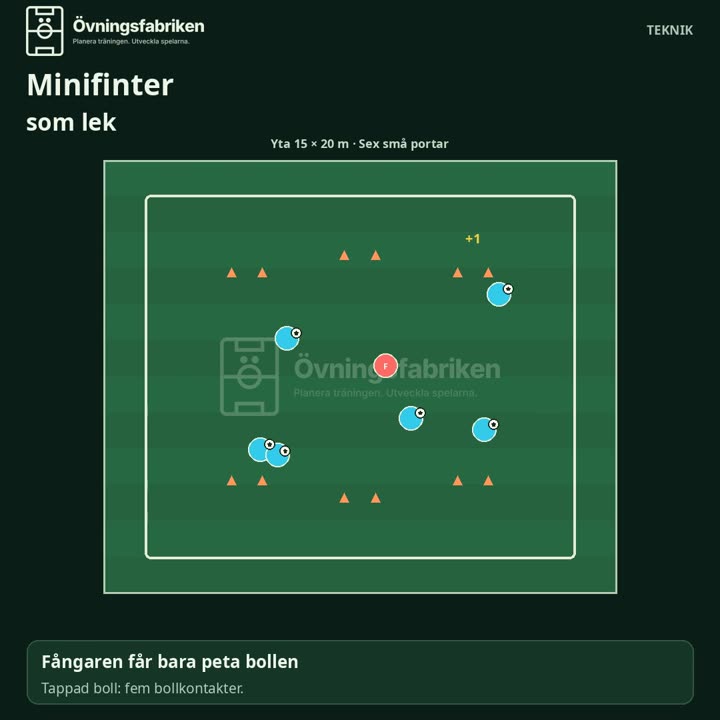 Övningsfabriken
Planera träningen. Utveckla spelarna.
TEKNIK
Minifinter
som lek
Yta 15 × 20 m · Sex små portar
+1
F
Övningsfabriken
Planera träningen. Utveckla spelarna.
Fångaren får bara peta bollen
Tappad boll: fem bollkontakter.